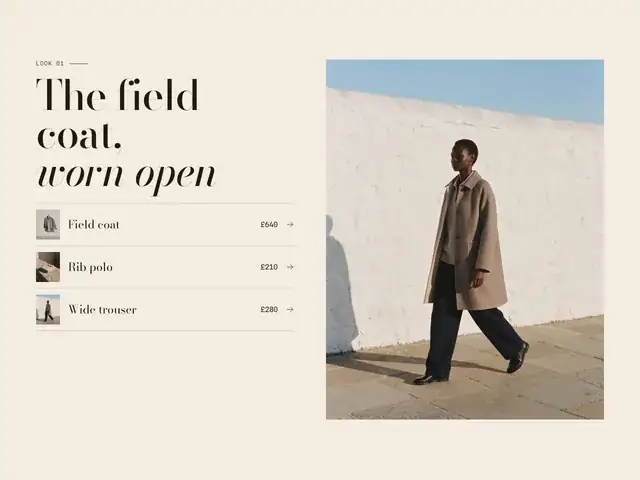 LOOK 01
The field
coat,
worn open
Field coat £640 →
Rib polo £210 →
Wide trouser £280 →